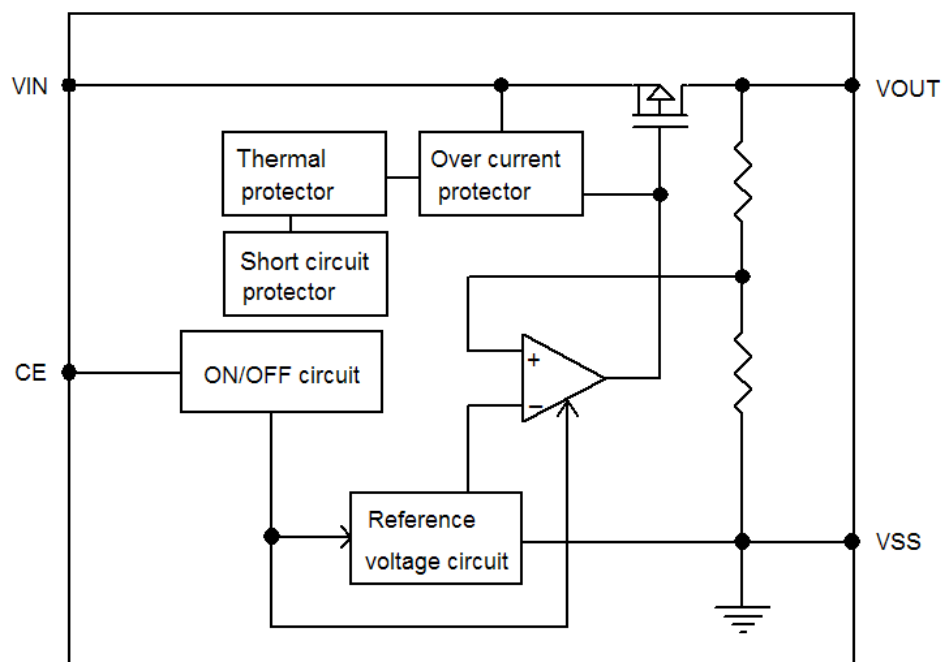 VIN
VOUT
Thermal
protector
Over current
protector
Short circuit
protector
CE
ON/OFF circuit
+
−
Reference
voltage circuit
VSS